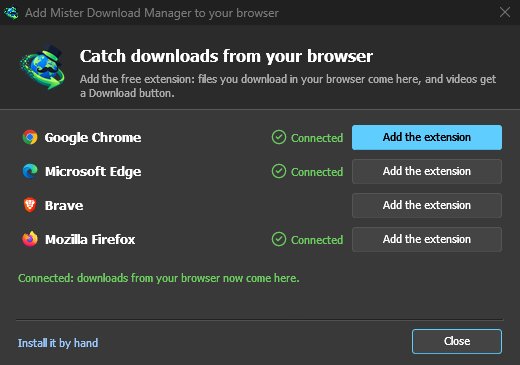 Add Mister Download Manager to your browser
Catch downloads from your browser
Add the free extension: files you download in your browser come here, and videos get
a Download button.
Google Chrome Connected Add the extension
Microsoft Edge Connected Add the extension
Brave Add the extension
Mozilla Firefox Connected Add the extension
Connected: downloads from your browser now come here.
Install it by hand Close